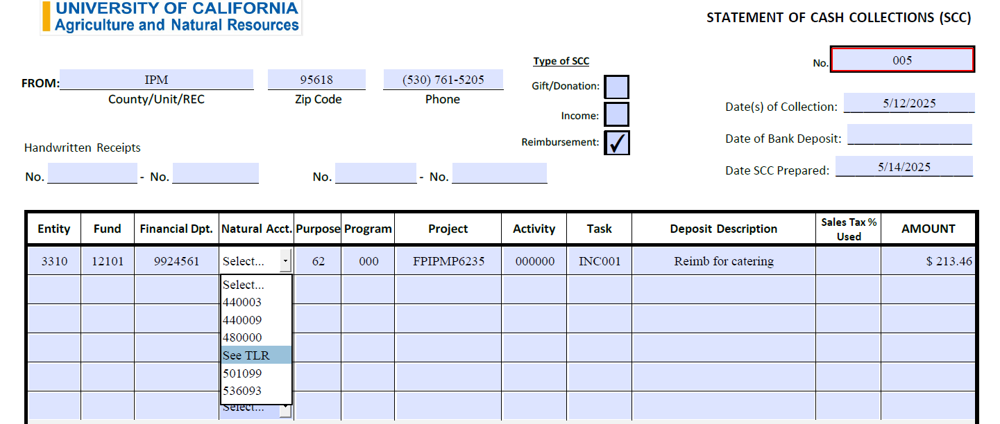 UNIVERSITY OF CALIFORNIA
Agriculture and Natural Resources
STATEMENT OF CASH COLLECTIONS (SCC)
No. 005
FROM: IPM 95618 (530) 761-5205
County/Unit/REC Zip Code Phone
Type of SCC
Gift/Donation:
Income:
Reimbursement: ✓
Date(s) of Collection: 5/12/2025
Date of Bank Deposit:
Date SCC Prepared: 5/14/2025
Handwritten Receipts
No. - No. No. - No.
Entity Fund Financial Dpt. Natural Acct. Purpose Program Project Activity Task Deposit Description Sales Tax % Used AMOUNT
3310 12101 9924561 Select... 62 000 FPIPMP6235 000000 INC001 Reimb for catering $ 213.46
Select...
440003
440009
480000
See TLR
501099
536093
Select...